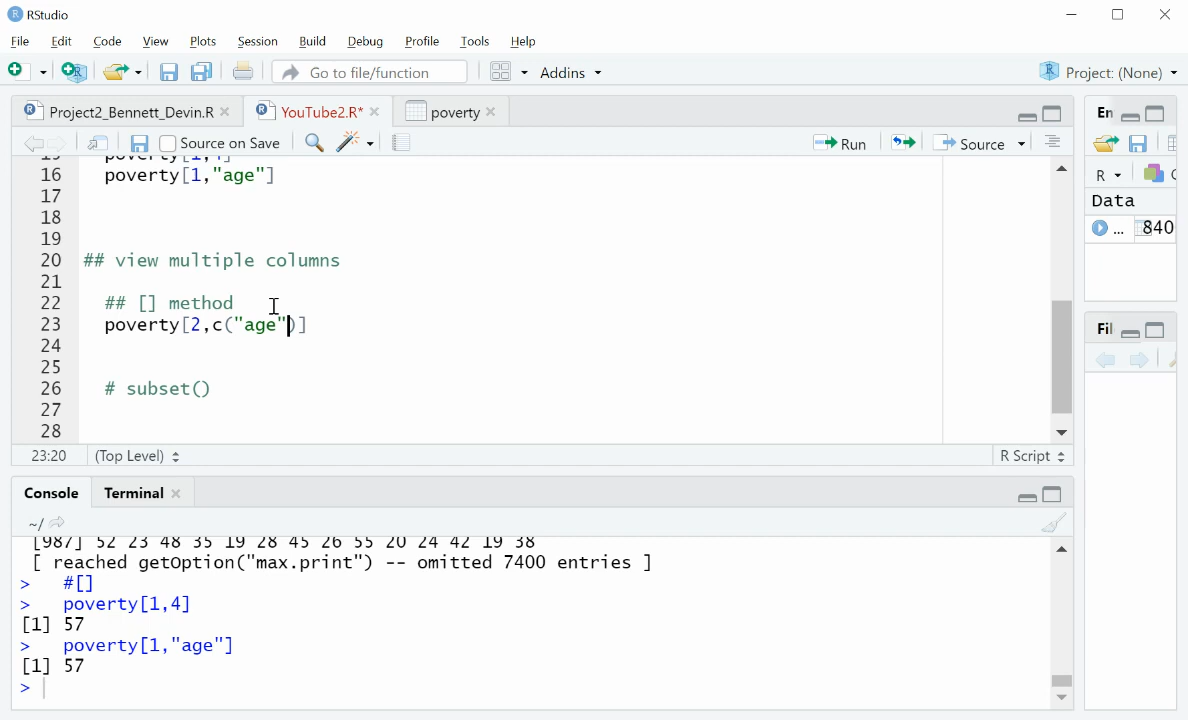 RStudio
File Edit Code View Plots Session Build Debug Profile Tools Help
Go to file/function Addins Project: (None)
Project2_Bennett_Devin.R YouTube2.R* poverty En
Source on Save Run Source
16 poverty[1,"age"]
R
17
Data
18
... 840
19
20 ## view multiple columns
21
22 ## [] method
23 poverty[2,c("age")]
Fil
24
25
26 # subset()
27
28
23:20 (Top Level) R Script
Console Terminal
~/
[987] 52 23 48 35 19 28 45 26 55 20 24 42 19 38
[ reached getOption("max.print") -- omitted 7400 entries ]
> #[]
> poverty[1,4]
[1] 57
> poverty[1,"age"]
[1] 57
>